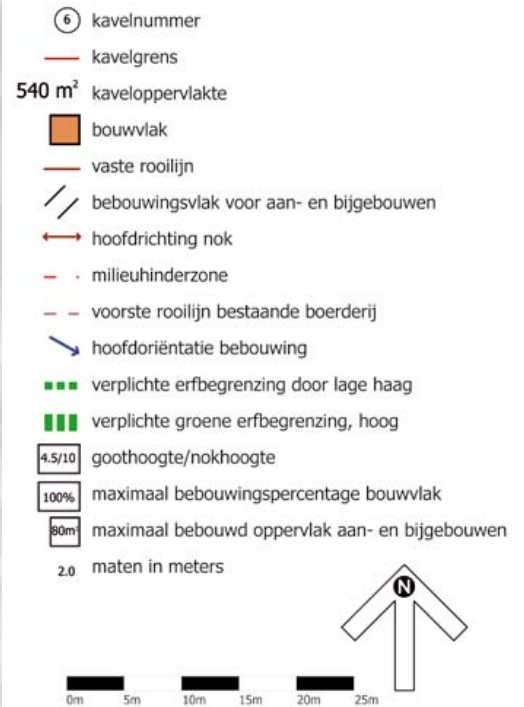 6 kavelnummer
kavelgrens
540 m² kaveloppervlakte
bouwvlak
vaste rooilijn
bebouwingsvlak voor aan- en bijgebouwen
hoofdrichting nok
milieuhinderzone
voorste rooilijn bestaande boerderij
hoofdoriëntatie bebouwing
verplichte erfbegrenzing door lage haag
verplichte groene erfbegrenzing, hoog
4.5/10 goothoogte/nokhoogte
100% maximaal bebouwingspercentage bouwvlak
80m² maximaal bebouwd oppervlak aan- en bijgebouwen
2.0 maten in meters
N
0m 5m 10m 15m 20m 25m